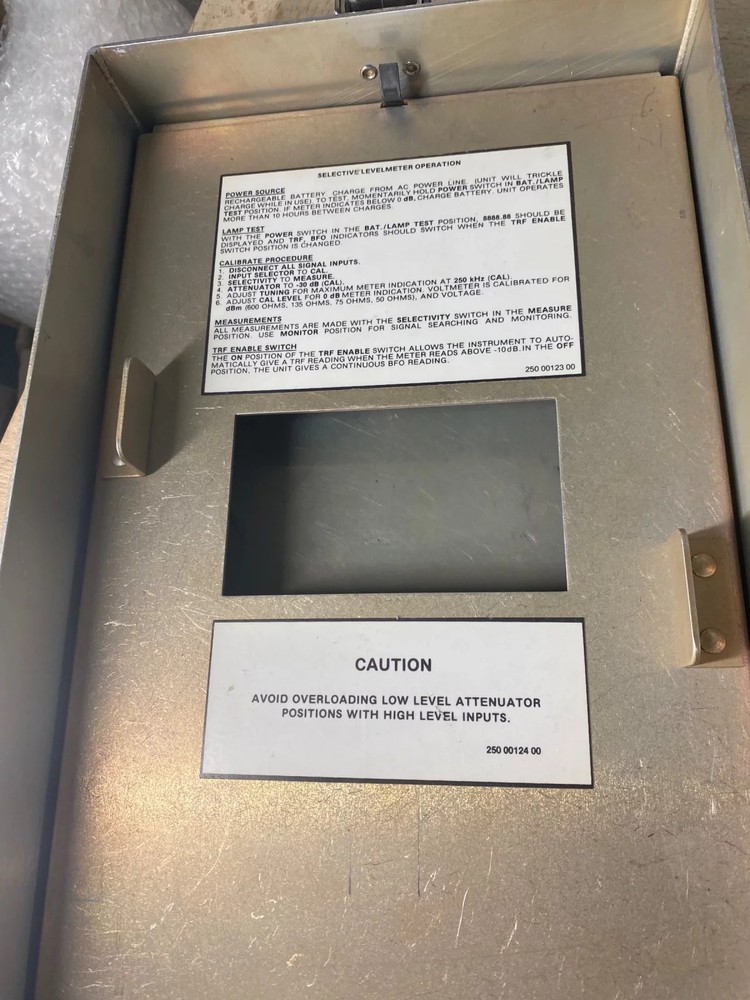 SELECTIVE LEVELMETER OPERATION
POWER SOURCE
RECHARGEABLE BATTERY CHARGE FROM AC POWER LINE. (UNIT WILL TRICKLE
CHARGE WHILE IN USE). TO TEST, MOMENTARILY HOLD POWER SWITCH IN BAT./LAMP
TEST POSITION. IF METER INDICATES BELOW 0 dB, CHARGE BATTERY. UNIT OPERATES
MORE THAN 10 HOURS BETWEEN CHARGES.
LAMP TEST
WITH THE POWER SWITCH IN THE BAT./LAMP TEST POSITION, 8888.88 SHOULD BE
DISPLAYED AND TRF, BFO INDICATORS SHOULD SWITCH WHEN THE TRF ENABLE
SWITCH POSITION IS CHANGED.
CALIBRATE PROCEDURE
1. DISCONNECT ALL SIGNAL INPUTS.
2. INPUT SELECTOR TO CAL.
3. SELECTIVITY TO MEASURE.
4. ATTENUATOR TO -30 dB (CAL).
5. ADJUST TUNING FOR MAXIMUM METER INDICATION AT 250 kHz (CAL).
6. ADJUST CAL LEVEL FOR 0 dB METER INDICATION. VOLTMETER IS CALIBRATED FOR
dBm (600 OHMS, 135 OHMS, 75 OHMS, 50 OHMS), AND VOLTAGE.
MEASUREMENTS
ALL MEASUREMENTS ARE MADE WITH THE SELECTIVITY SWITCH IN THE MEASURE
POSITION. USE MONITOR POSITION FOR SIGNAL SEARCHING AND MONITORING.
TRF ENABLE SWITCH
THE ON POSITION OF THE TRF ENABLE SWITCH ALLOWS THE INSTRUMENT TO AUTO-
MATICALLY GIVE A TRF READING WHEN THE METER READS ABOVE -10dB. IN THE OFF
POSITION, THE UNIT GIVES A CONTINUOUS BFO READING.
250 00123 00
CAUTION
AVOID OVERLOADING LOW LEVEL ATTENUATOR
POSITIONS WITH HIGH LEVEL INPUTS.
250 00124 00